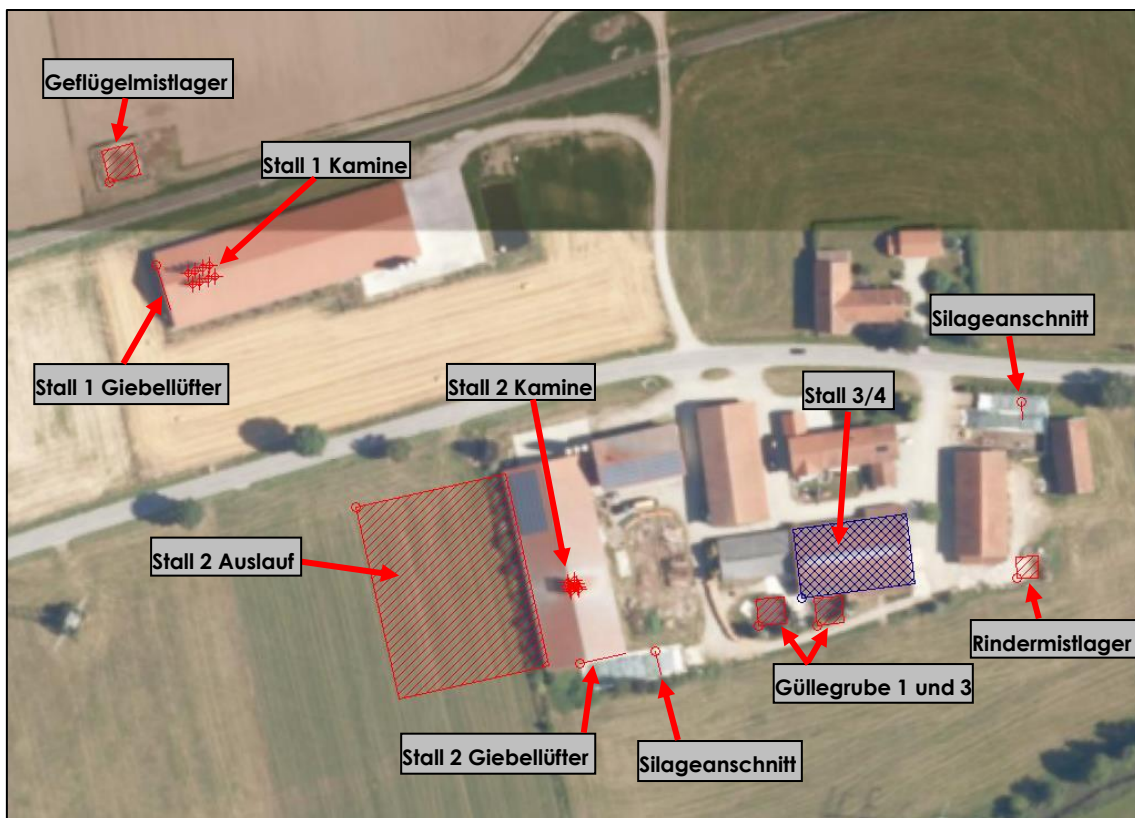 Geflügelmistlager
Stall 1 Kamine
Silageanschnitt
Stall 1 Giebellüfter
Stall 2 Kamine
Stall 3/4
Stall 2 Auslauf
Rindermistlager
Güllegrube 1 und 3
Stall 2 Giebellüfter
Silageanschnitt